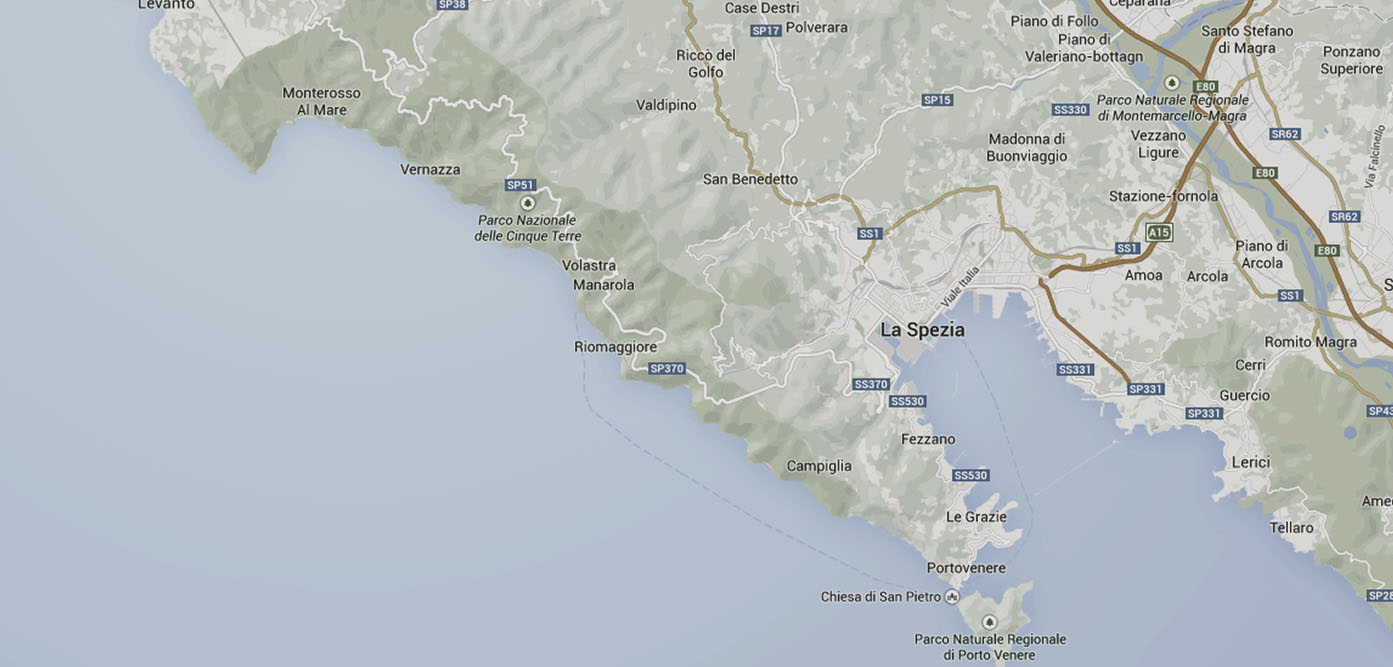 Levanto
SP38
Case Destri
SP17
Polverara
Riccò del
Golfo
Piano di Follo
Piano di
Valeriano-bottagn
Santo Stefano
di Magra
Ponzano
Superiore
Monterosso
Al Mare
Valdipino
SP15
SS330
E80
Parco Naturale Regionale
di Montemarcello-Magra
SR62
Madonna di
Buonviaggio
Vezzano
Ligure
Via Falcinello
Vernazza
SP51
San Benedetto
E80
Stazione-fornola
Parco Nazionale
delle Cinque Terre
SS1
SS1
A15
SR62
E80
Piano di
Arcola
Volastra
Manarola
Viale Italia
Amoa
Arcola
SS1
La Spezia
Riomaggiore
Romito Magra
SP370
SS370
SS530
SS331
SP331
SP331
Cerri
Guercio
SP43
Fezzano
Campiglia
SS530
Lerici
Le Grazie
Tellaro
Portovenere
Chiesa di San Pietro
Parco Naturale Regionale
di Porto Venere